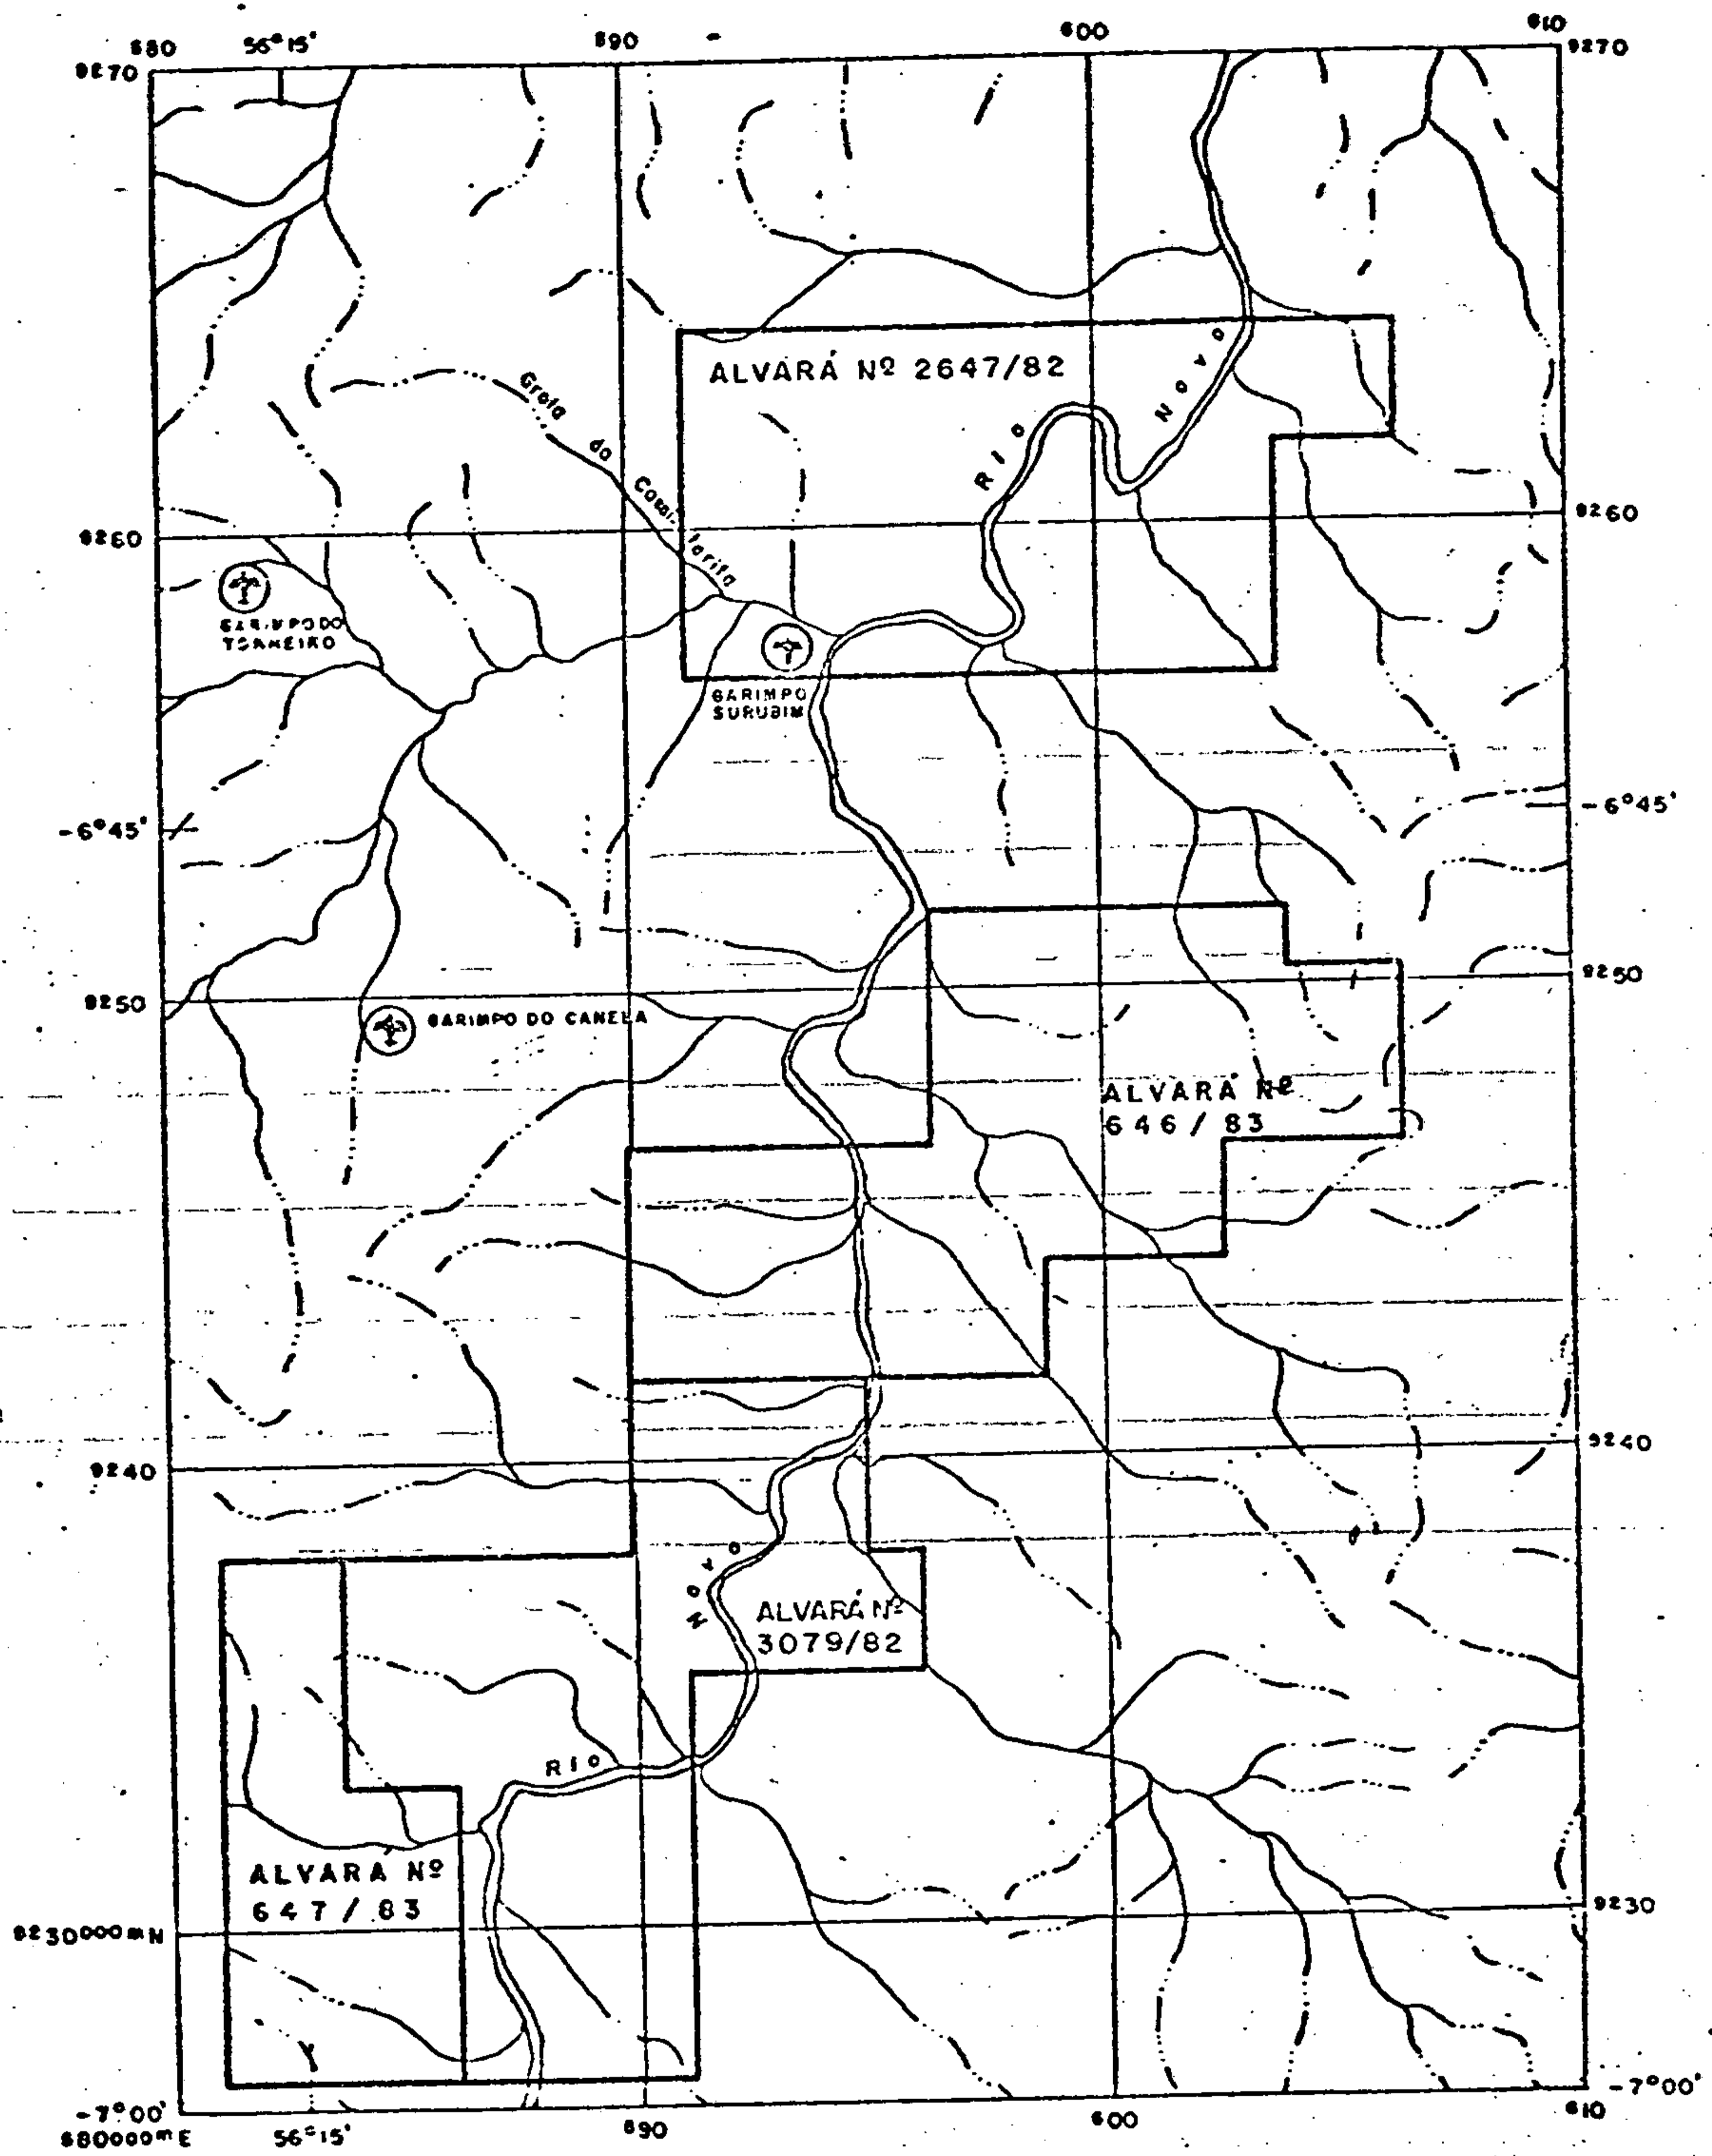 580 56°15' 590 600 610
9270 9270
ALVARÁ Nº 2647/82
RIO NOVO
Grota da
9260 9260
GARIMPO DO
TORNEIRO
GARIMPO
SURUBIM
-6°45' -6°45'
9250 9250
GARIMPO DO CANELA
ALVARÁ Nº
646/83
9240 9240
NOVO
ALVARÁ Nº
3079/82
RIO
ALVARA Nº
647/83
9230000mN 9230
-7°00' -7°00'
580000mE 56°15' 590 600 610